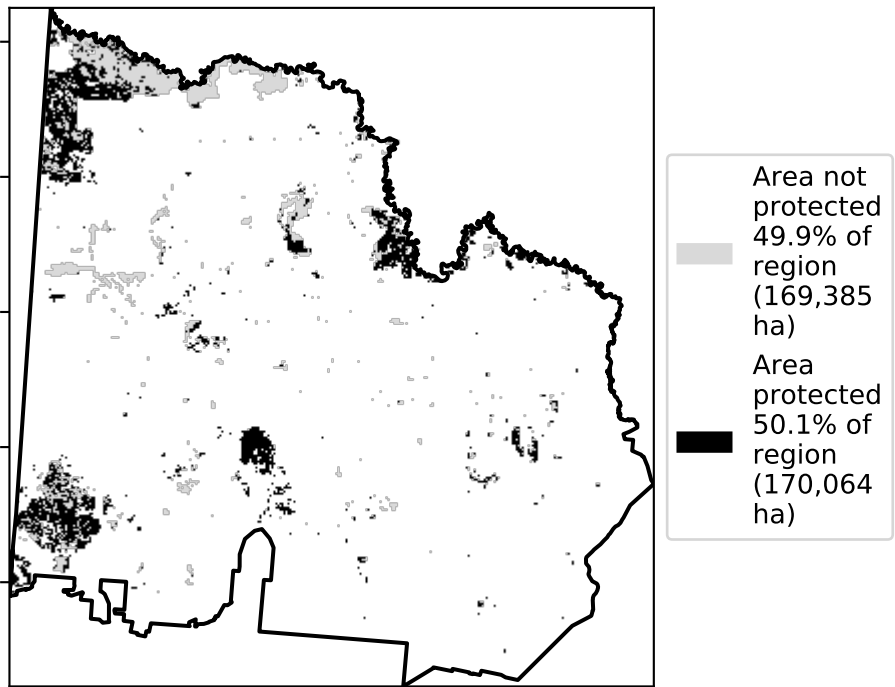 Area not
protected
49.9% of
region
(169,385
ha)
Area
protected
50.1% of
region
(170,064
ha)